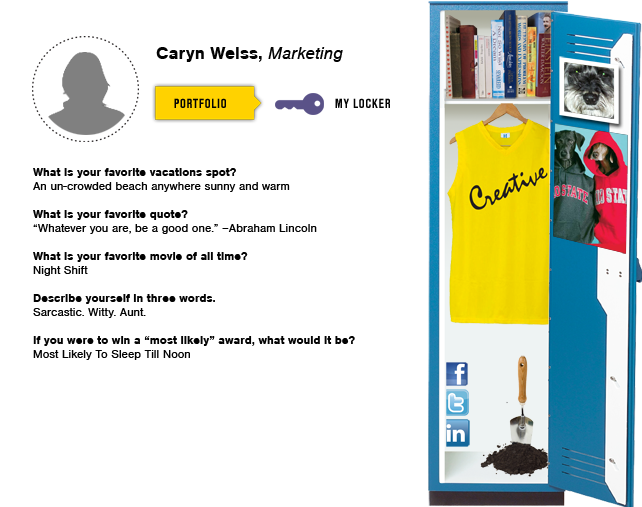 Caryn Weiss, Marketing
PORTFOLIO
MY LOCKER
What is your favorite vacations spot?
An un-crowded beach anywhere sunny and warm
What is your favorite quote?
“Whatever you are, be a good one.” –Abraham Lincoln
What is your favorite movie of all time?
Night Shift
Describe yourself in three words.
Sarcastic. Witty. Aunt.
If you were to win a “most likely” award, what would it be?
Most Likely To Sleep Till Noon
Creative
STATE
f
t
in